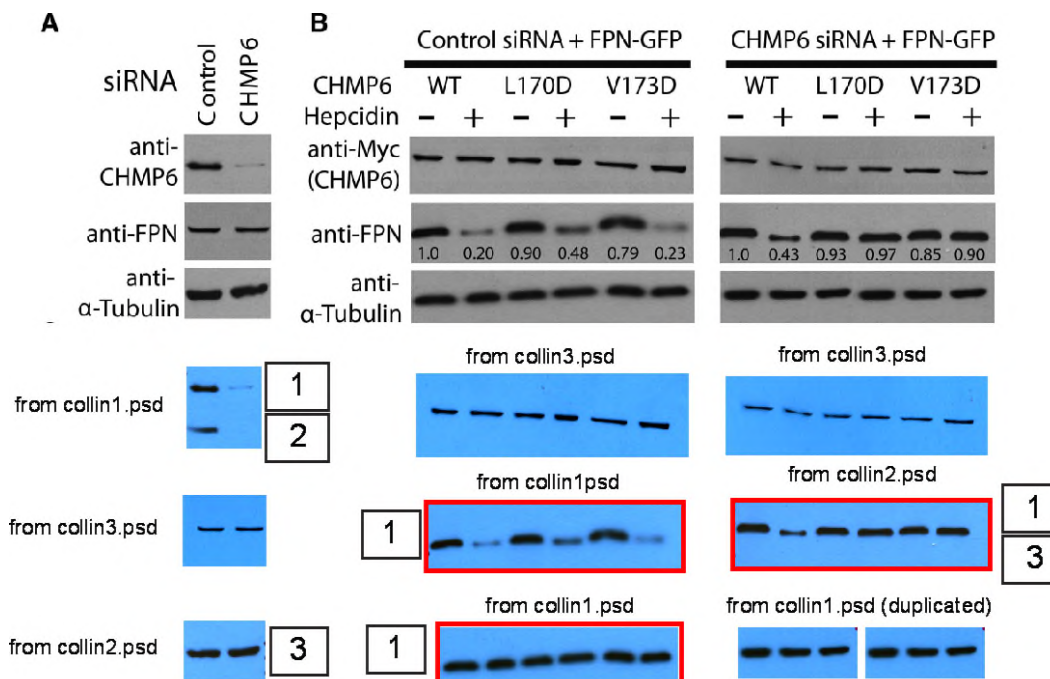 A
B
siRNA
Control
CHMP6
Control siRNA + FPN-GFP
CHMP6 siRNA + FPN-GFP
CHMP6 WT L170D V173D WT L170D V173D
Hepcidin − + − + − + − + − + − +
anti-
CHMP6
anti-Myc
(CHMP6)
anti-FPN
anti-FPN
1.0 0.20 0.90 0.48 0.79 0.23 1.0 0.43 0.93 0.97 0.85 0.90
anti-
α-Tubulin
anti-
α-Tubulin
from collin3.psd
from collin3.psd
from collin1.psd
1
2
from collin1psd
from collin2.psd
from collin3.psd
1
1
3
from collin1.psd
from collin1.psd (duplicated)
from collin2.psd
3
1